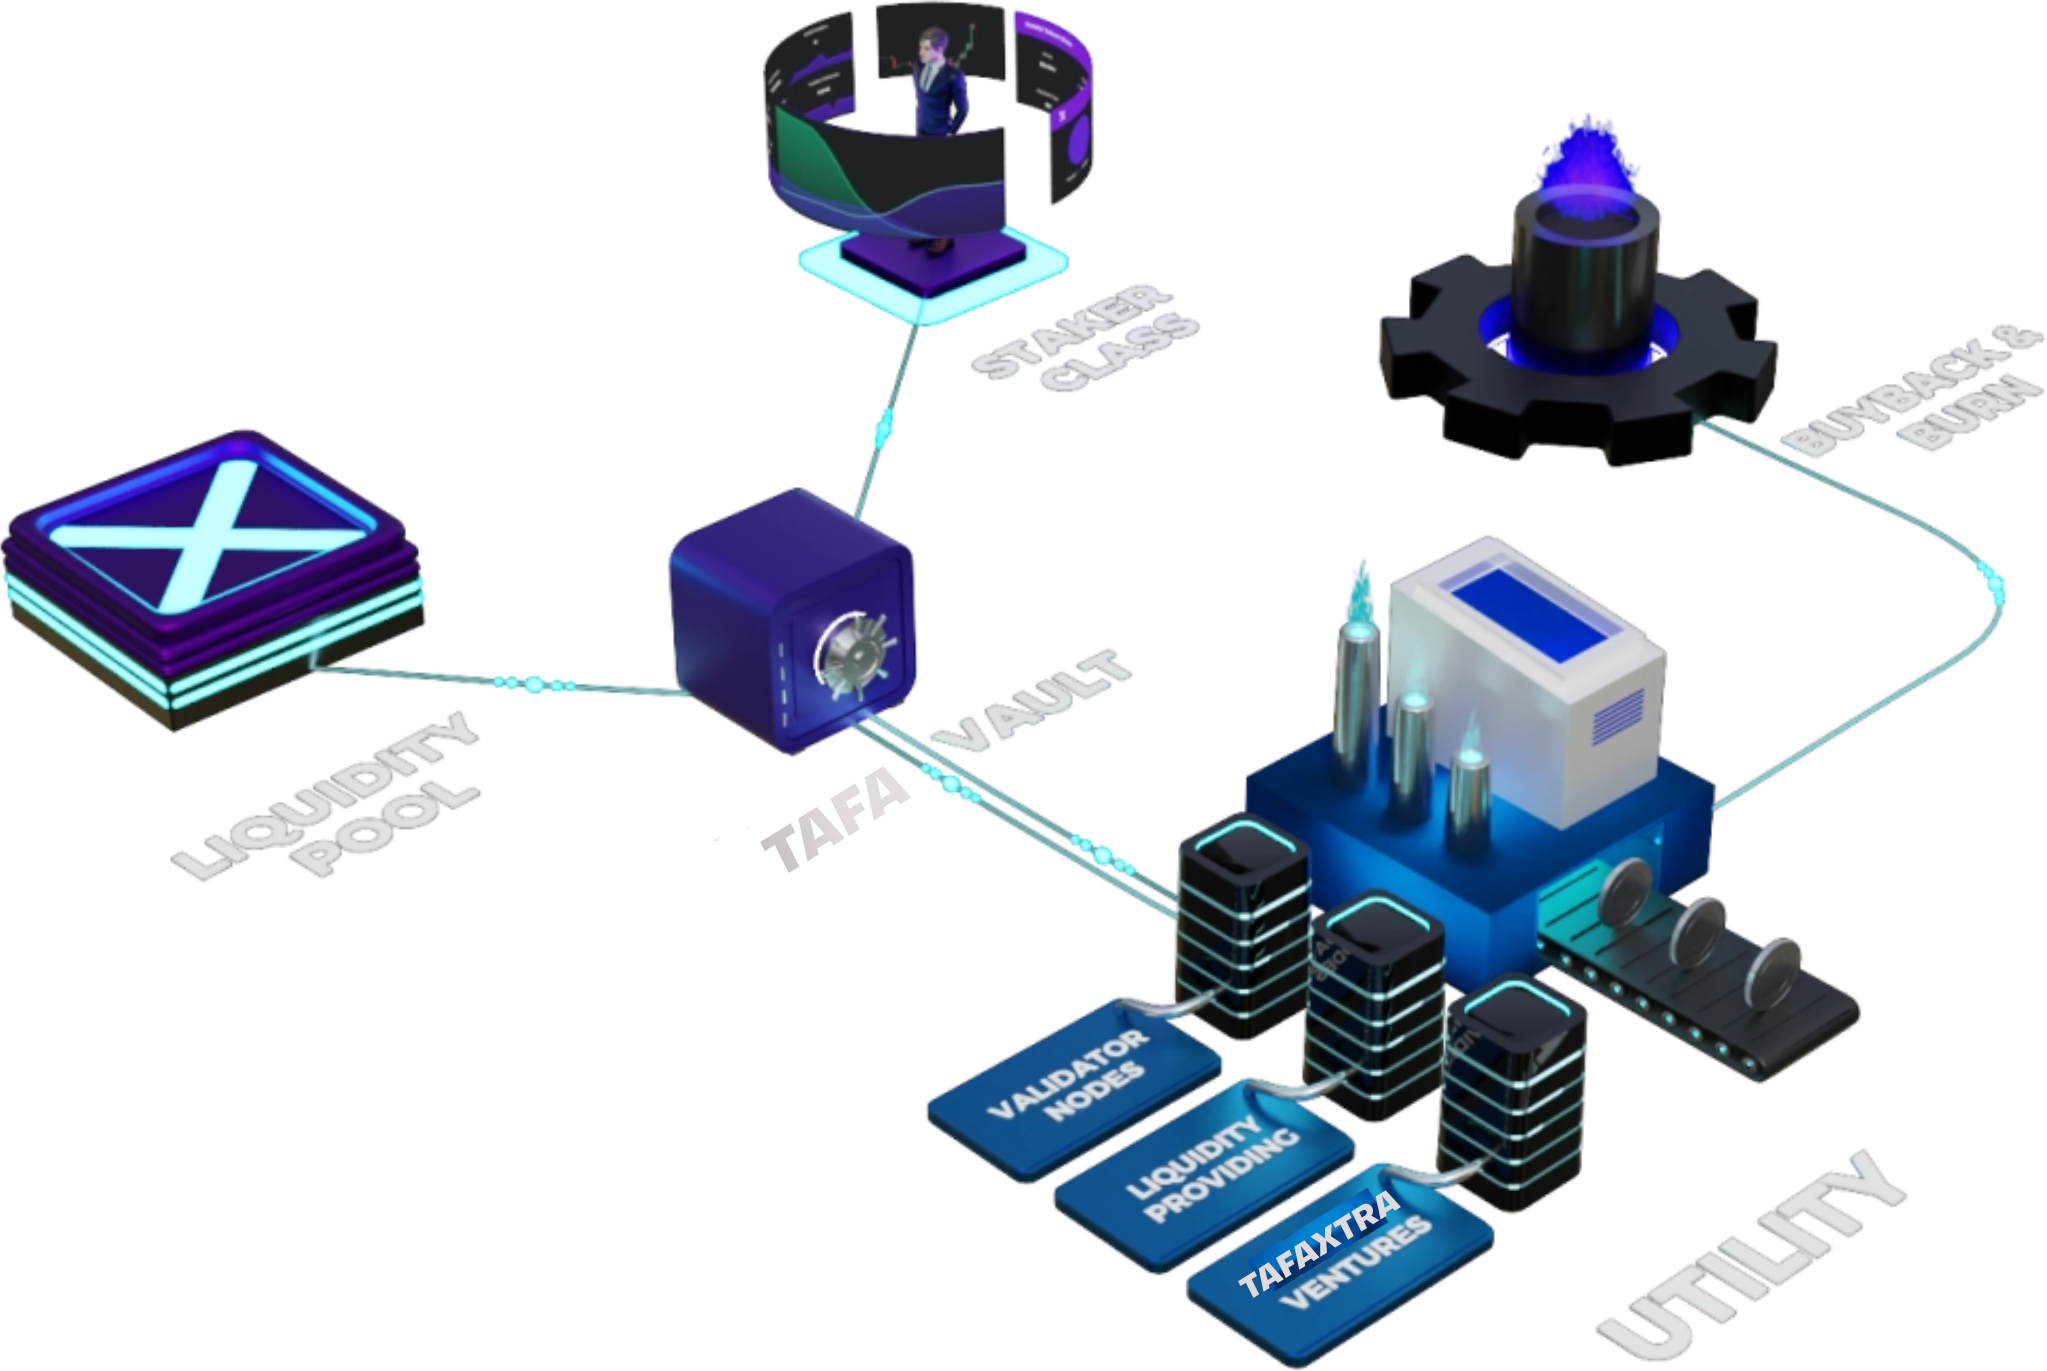 STAKER
CLASS
BUYBACK &
BURN
LIQUIDITY
POOL
TAFA VAULT
VALIDATOR
NODES
LIQUIDITY
PROVIDING
TAFAXTRA
VENTURES
UTILITY